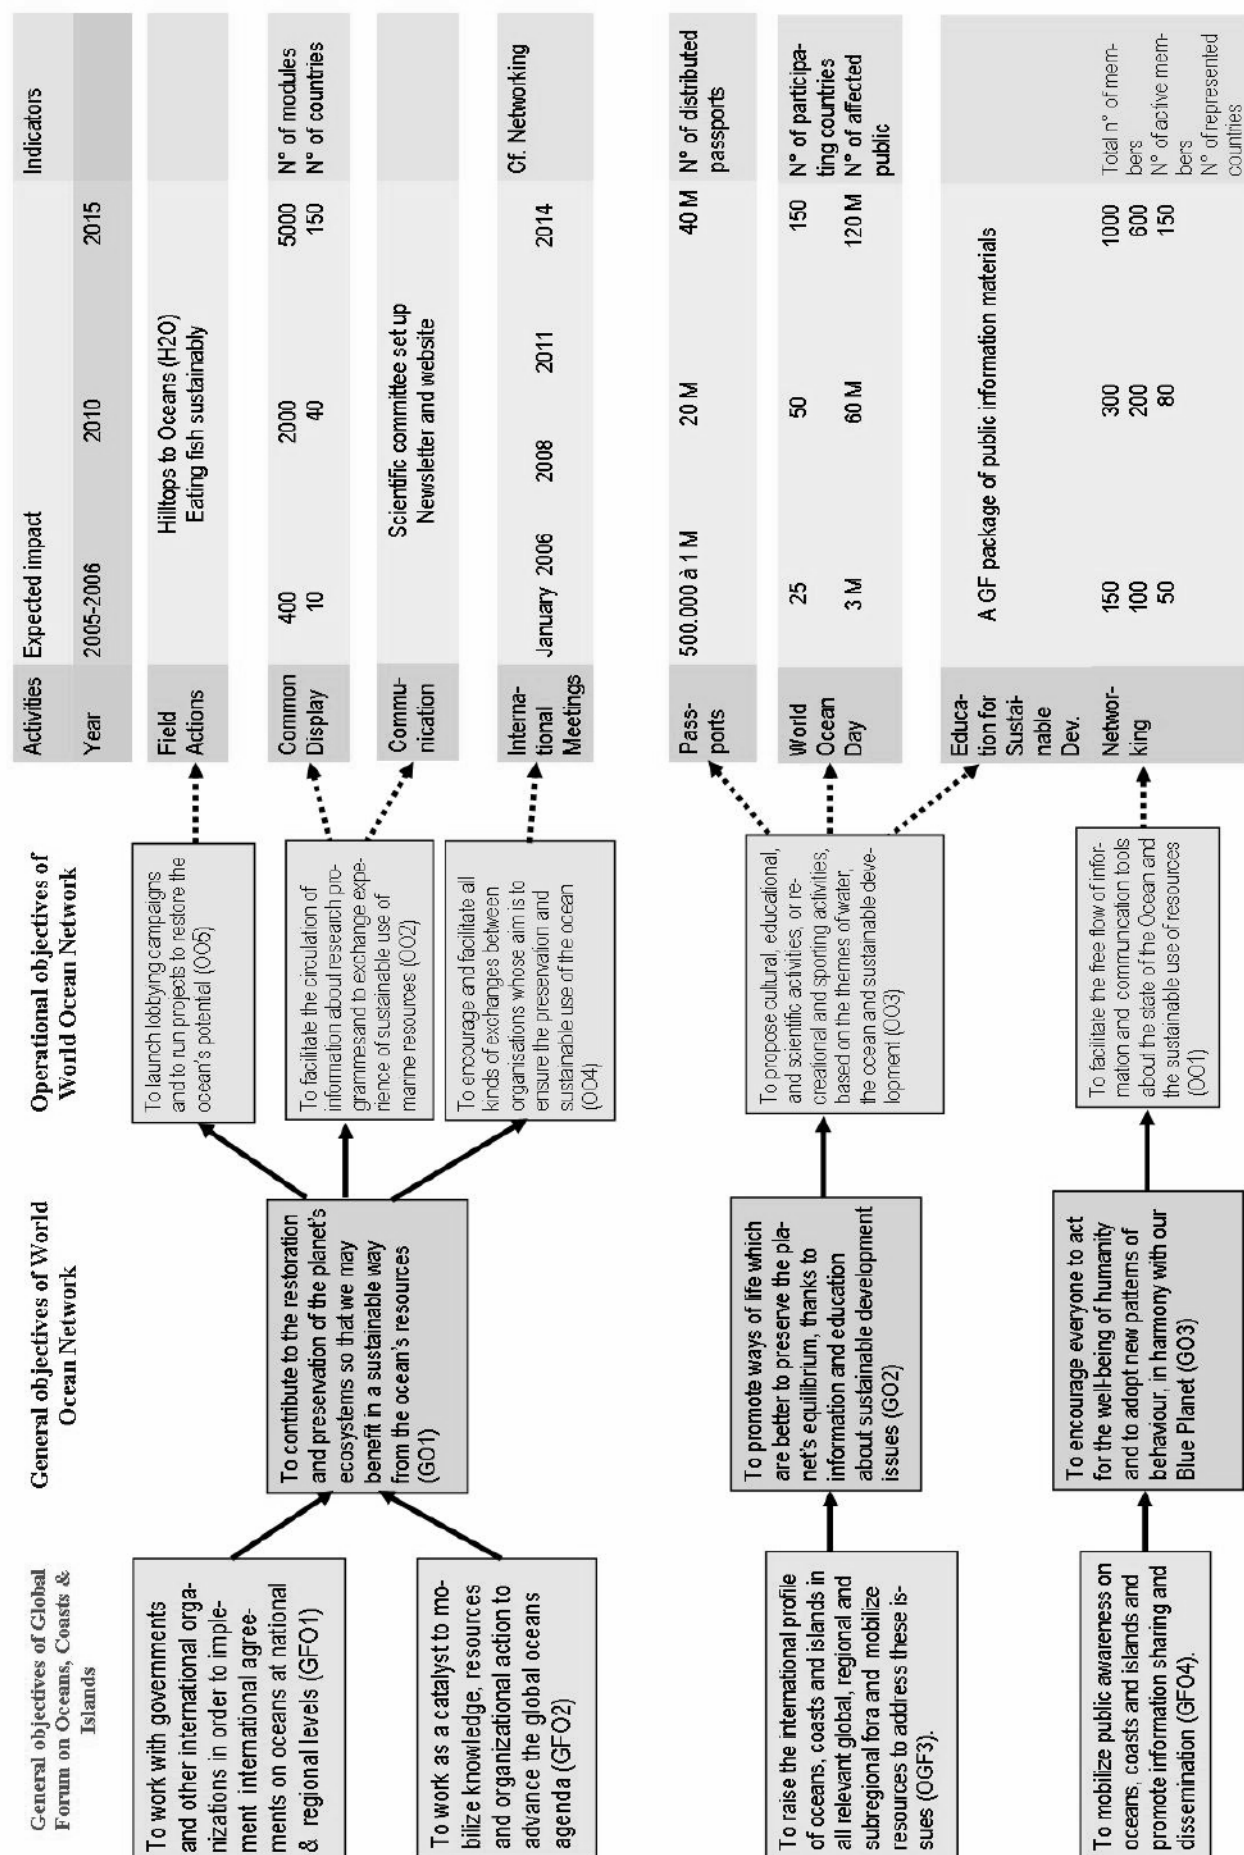 General objectives of Global
Forum on Oceans, Coasts &
Islands
To work with governments
and other international orga-
nizations in order to imple-
ment international agree-
ments on oceans at national
& regional levels (GFO1)
To work as a catalyst to mo-
bilize knowledge, resources
and organizational action to
advance the global oceans
agenda (GFO2)
To raise the international profile
of oceans, coasts and islands in
all relevant global, regional and
subregional fora and mobilize
resources to address these is-
sues (OGF3).
To mobilize public awareness on
oceans, coasts and islands and
promote information sharing and
dissemination (GFO4).
General objectives of World
Ocean Network
To contribute to the restoration
and preservation of the planet's
ecosystems so that we may
benefit in a sustainable way
from the ocean's resources
(GO1)
To promote ways of life which
are better to preserve the pla-
net's equilibrium, thanks to
information and education
about sustainable development
issues (GO2)
To encourage everyone to act
for the well-being of humanity
and to adopt new patterns of
behaviour, in harmony with our
Blue Planet (GO3)
Operational objectives of
World Ocean Network
To launch lobbying campaigns
and to run projects to restore the
ocean's potential (OO5)
To facilitate the circulation of
information about research pro-
grammesand to exchange expe-
rience of sustainable use of
marine resources (OO2)
To encourage and facilitate all
kinds of exchanges between
organisations whose aim is to
ensure the preservation and
sustainable use of the ocean
(OO4)
To propose cultural, educational,
and scientific activities, or re-
creational and sporting activities,
based on the themes of water,
the ocean and sustainable deve-
lopment (OO3)
To facilitate the free flow of infor-
mation and communication tools
about the state of the Ocean and
the sustainable use of resources
(OO1)
Activities Expected impact Indicators
Year 2005-2006 2010 2015
Field
Actions
Hilltops to Oceans (H2O)
Eating fish sustainably
Common
Display
400 2000 5000 N° of modules
10 40 150 N° of countries
Commu-
nication
Scientific committee set up
Newsletter and website
Interna-
tional
Meetings
January 2006 2008 2011 2014 Cf. Networking
Pass-
ports
500.000 à 1 M 20 M 40 M N° of distributed
passports
World
Ocean
Day
25 50 150 N° of participa-
ting countries
3 M 60 M 120 M N° of affected
public
Educa-
tion for
Sustai-
nable
Dev.
A GF package of public information materials
Networ-
king
150 300 1000 Total n° of mem-
bers
100 200 600 N° of active mem-
bers
50 80 150 N° of represented
countries